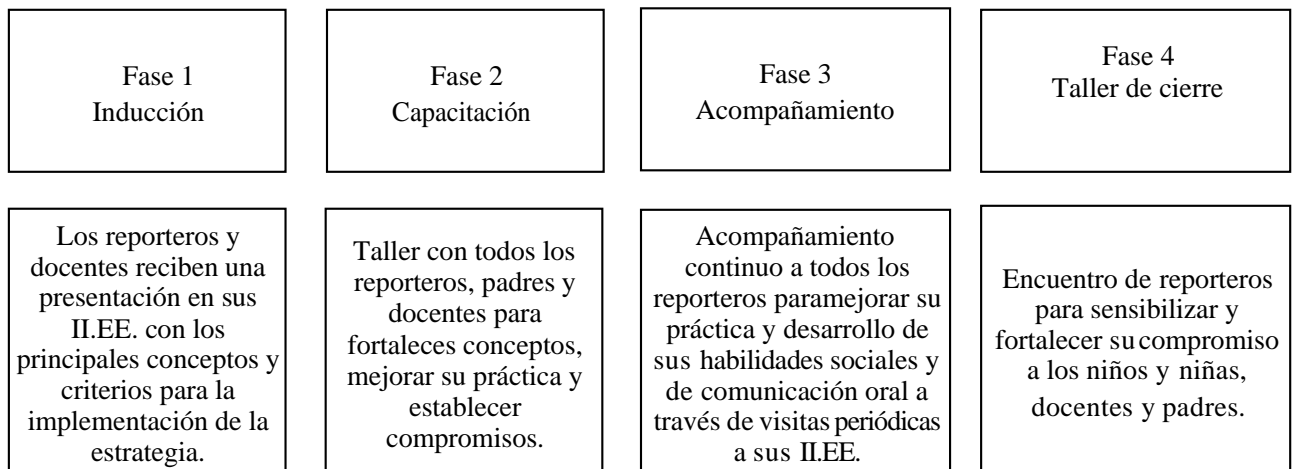 Fase 1
Inducción
Fase 2
Capacitación
Fase 3
Acompañamiento
Fase 4
Taller de cierre
Los reporteros y
docentes reciben una
presentación en sus
II.EE. con los
principales conceptos y
criterios para la
implementación de la
estrategia.
Taller con todos los
reporteros, padres y
docentes para
fortaleces conceptos,
mejorar su práctica y
establecer
compromisos.
Acompañamiento
continuo a todos los
reporteros paramejorar su
práctica y desarrollo de
sus habilidades sociales y
de comunicación oral a
través de visitas periódicas
a sus II.EE.
Encuentro de reporteros
para sensibilizar y
fortalecer su compromiso
a los niños y niñas,
docentes y padres.